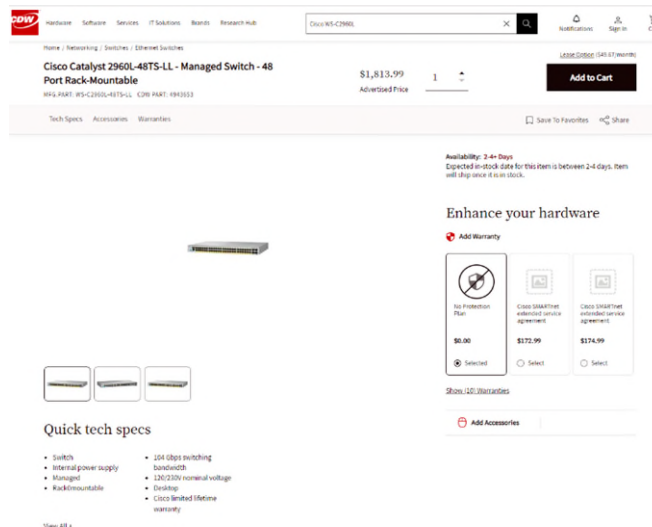 CDW
Hardware Software Services IT Solutions Brands Research Hub
Cisco WS-C2960L
Notifications
Sign In
Home / Networking / Switches / Ethernet Switches
Cisco Catalyst 2960L-48TS-LL - Managed Switch - 48
Port Rack-Mountable
MFG.PART: WS-C2960L-48TS-LL CDW PART: 4943653
$1,813.99
Advertised Price
1
Lease Option ($49.67/month)
Add to Cart
Tech Specs Accessories Warranties
Save To Favorites
Share
Availability: 2-4+ Days
Expected in-stock date for this item is between 2-4 days. Item
will ship once it is in stock.
Enhance your hardware
Add Warranty
No Protection
Plan
$0.00
Selected
Cisco SMARTnet
extended service
agreement
$172.99
Select
Cisco SMARTnet
extended service
agreement
$174.99
Select
Show (10) Warranties
Add Accessories
Quick tech specs
Switch
Internal power supply
Managed
Rack-mountable
104 Gbps switching
bandwidth
120/230V nominal voltage
Desktop
Cisco limited lifetime
warranty
View All